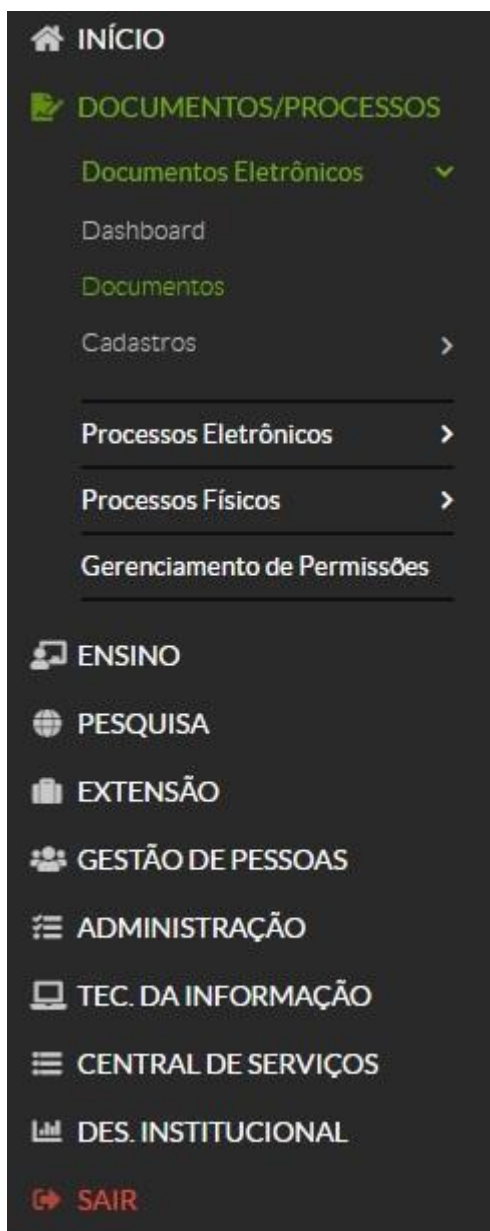 INÍCIO
DOCUMENTOS/PROCESSOS
Documentos Eletrônicos
Dashboard
Documentos
Cadastros
Processos Eletrônicos
Processos Físicos
Gerenciamento de Permissões
ENSINO
PESQUISA
EXTENSÃO
GESTÃO DE PESSOAS
ADMINISTRAÇÃO
TEC. DA INFORMAÇÃO
CENTRAL DE SERVIÇOS
DES. INSTITUCIONAL
SAIR